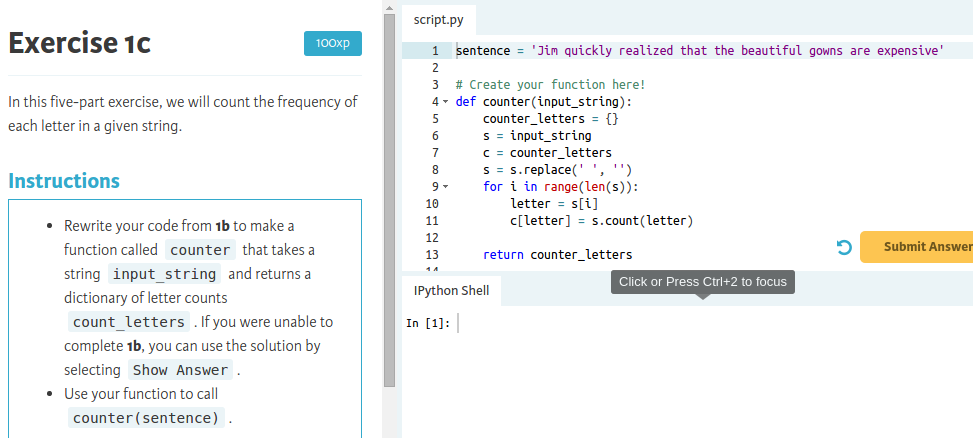 Exercise 1c
100xp
In this five-part exercise, we will count the frequency of
each letter in a given string.
Instructions
• Rewrite your code from 1b to make a
function called counter that takes a
string input_string and returns a
dictionary of letter counts
count_letters . If you were unable to
complete 1b, you can use the solution by
selecting Show Answer .
• Use your function to call
counter(sentence) .
script.py
1 sentence = 'Jim quickly realized that the beautiful gowns are expensive'
2
3 # Create your function here!
4 def counter(input_string):
5     counter_letters = {}
6     s = input_string
7     c = counter_letters
8     s = s.replace(' ', '')
9     for i in range(len(s)):
10         letter = s[i]
11         c[letter] = s.count(letter)
12
13     return counter_letters
14
Submit Answer
Click or Press Ctrl+2 to focus
IPython Shell
In [1]: